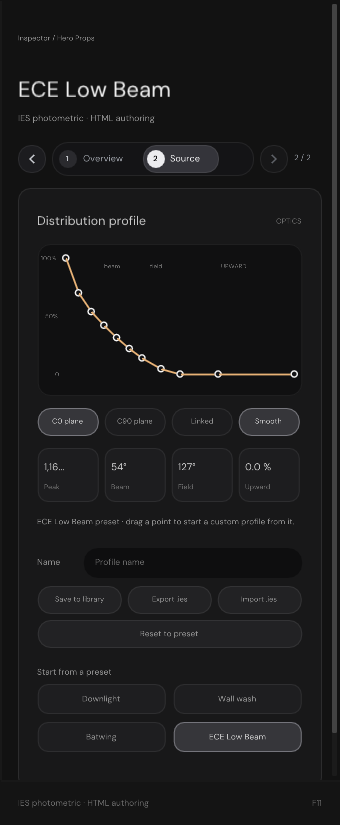 Inspector / Hero Props
ECE Low Beam
IES photometric · HTML authoring
1 Overview 2 Source 2 / 2
Distribution profile OPTICS
100%
Beam Field UPWARD
50%
0
C0 plane C90 plane Linked Smooth
1,16... 54° 127° 0.0 %
Peak Beam Field Upward
ECE Low Beam preset · drag a point to start a custom profile from it.
Name Profile name
Save to library Export .ies Import .ies
Reset to preset
Start from a preset
Downlight Wall wash
Batwing ECE Low Beam
IES photometric · HTML authoring F11